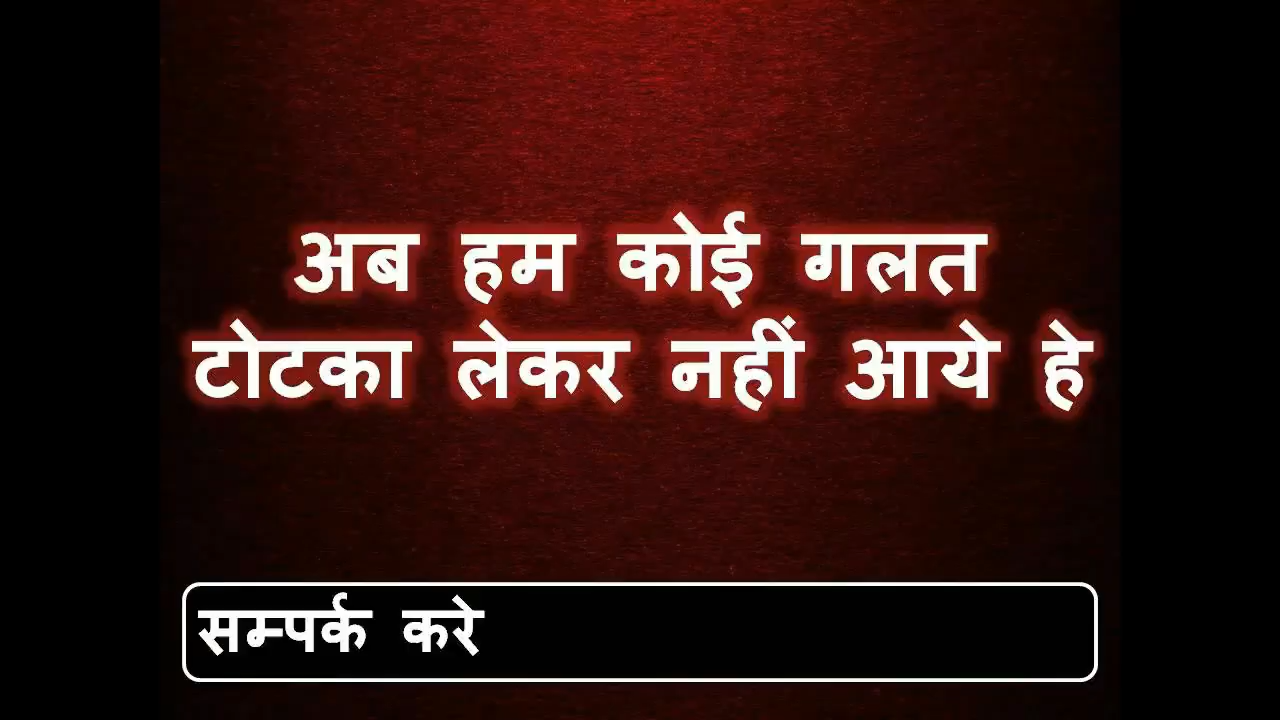 अब हम कोई गलत
टोटका लेकर नहीं आये हे
सम्पर्क करे